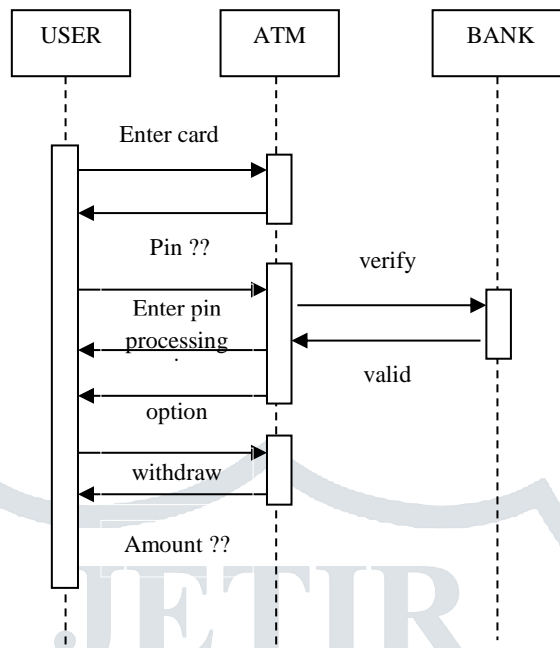 USER
ATM
BANK
Enter card
Pin ??
verify
Enter pin
processing
valid
option
withdraw
Amount ??
JETIR